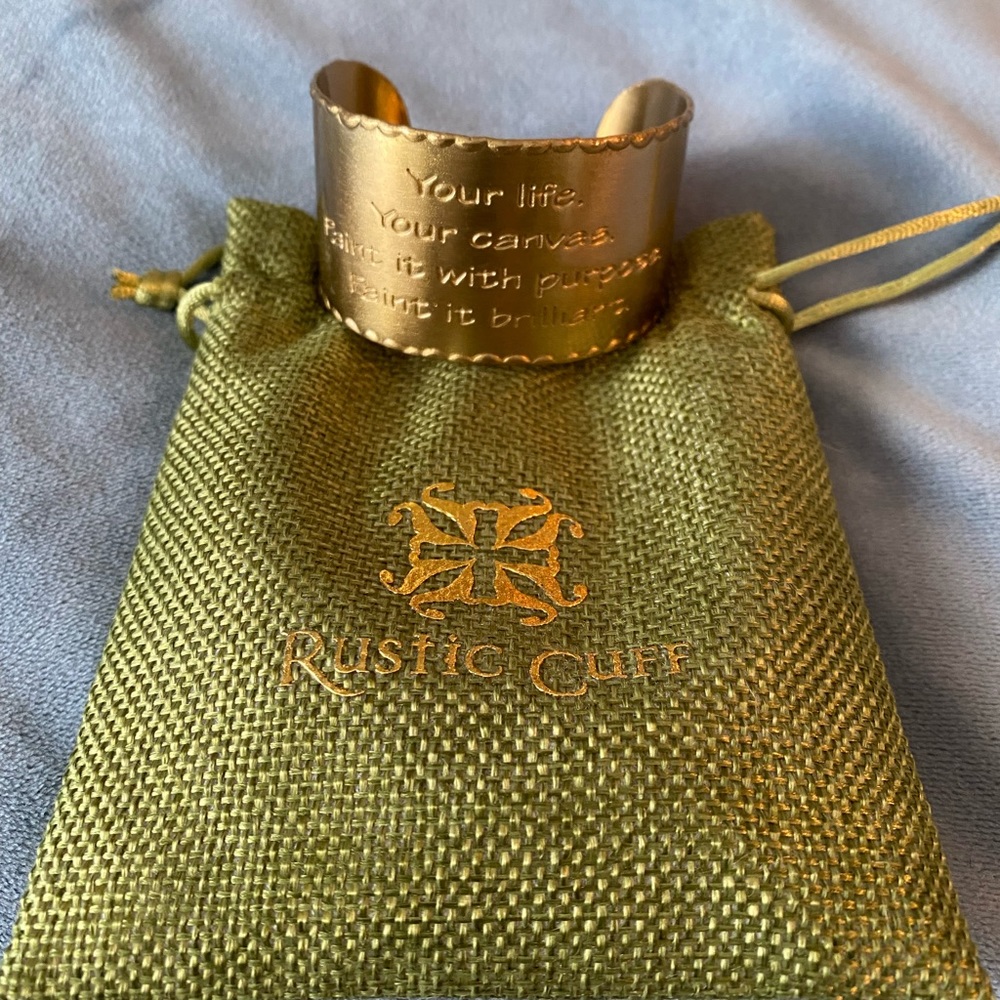 Your life.
Your canvas.
Paint it with purpose.
Paint it brilliant.
Rustic Cuff